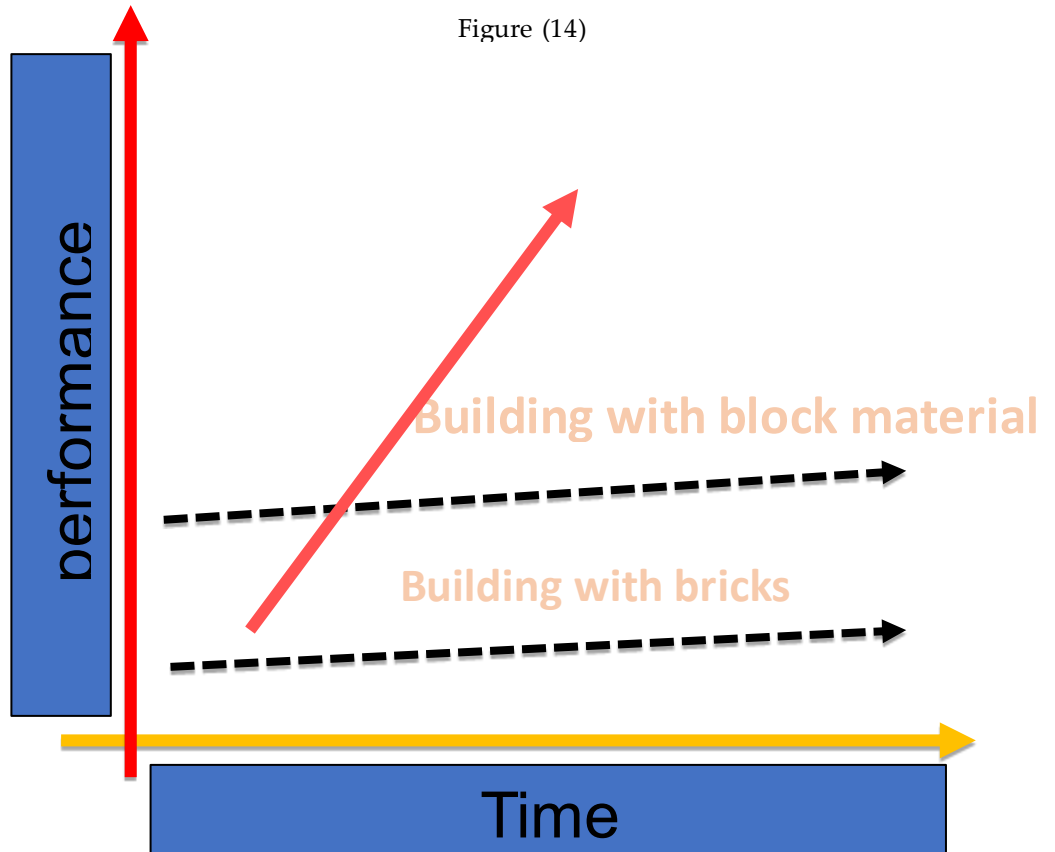 Figure (14)
performance
Building with block material
Building with bricks
Time